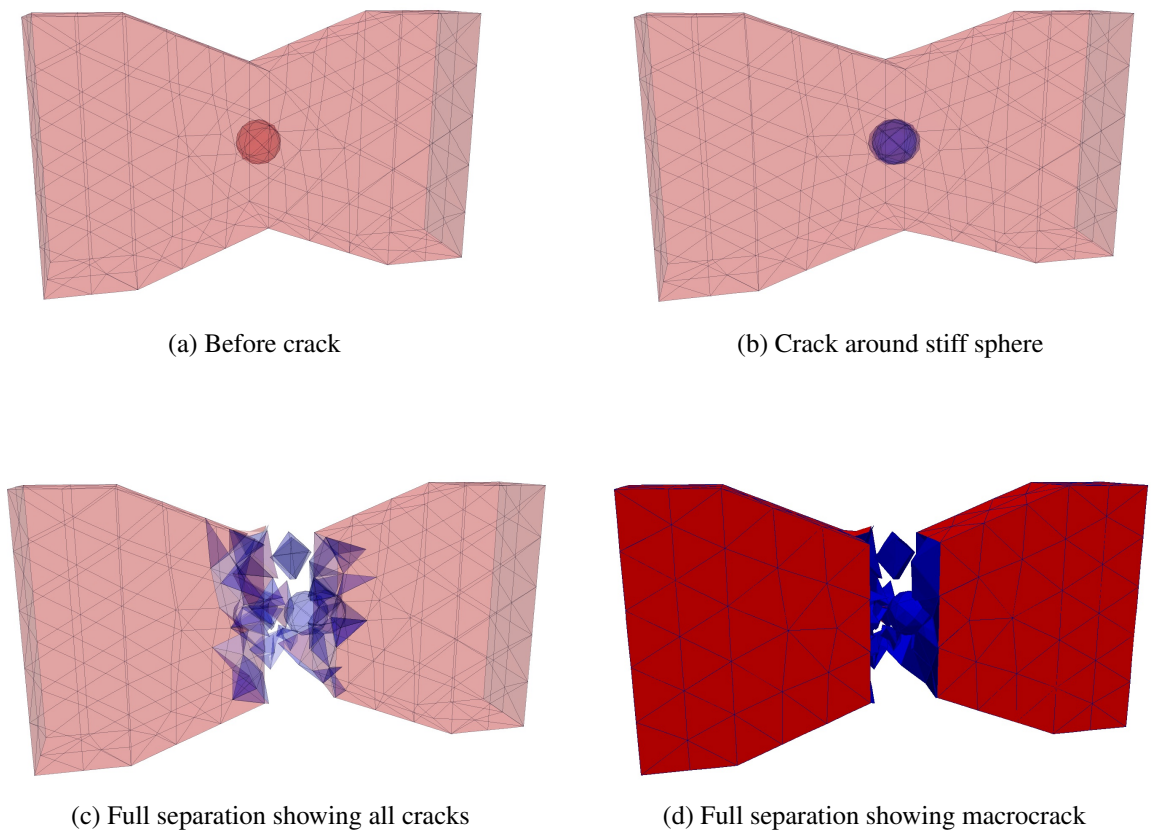 (a) Before crack
(b) Crack around stiff sphere
(c) Full separation showing all cracks
(d) Full separation showing macrocrack